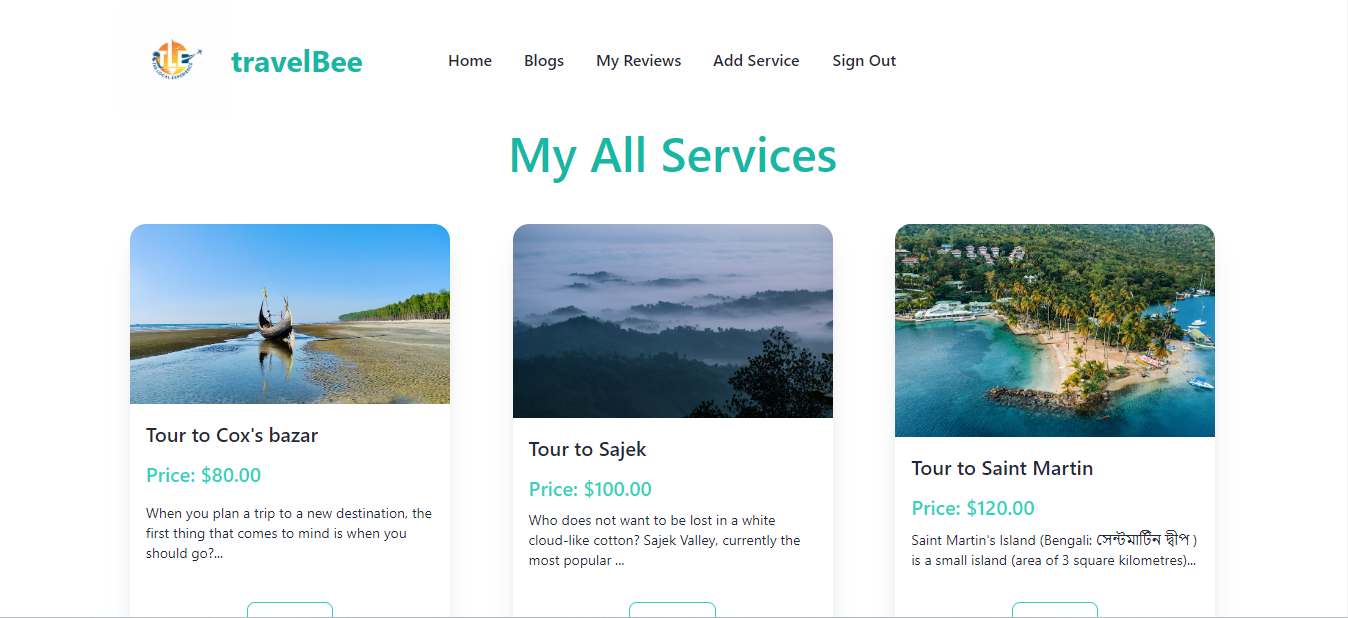 TLE
THE LOCAL EXPERIENCE
travelBee
Home
Blogs
My Reviews
Add Service
Sign Out
My All Services
Tour to Cox's bazar
Price: $80.00
When you plan a trip to a new destination, the
first thing that comes to mind is when you
should go?...
Tour to Sajek
Price: $100.00
Who does not want to be lost in a white
cloud-like cotton? Sajek Valley, currently the
most popular ...
Tour to Saint Martin
Price: $120.00
Saint Martin's Island (Bengali: সেন্টমার্টিন দ্বীপ )
is a small island (area of 3 square kilometres)...